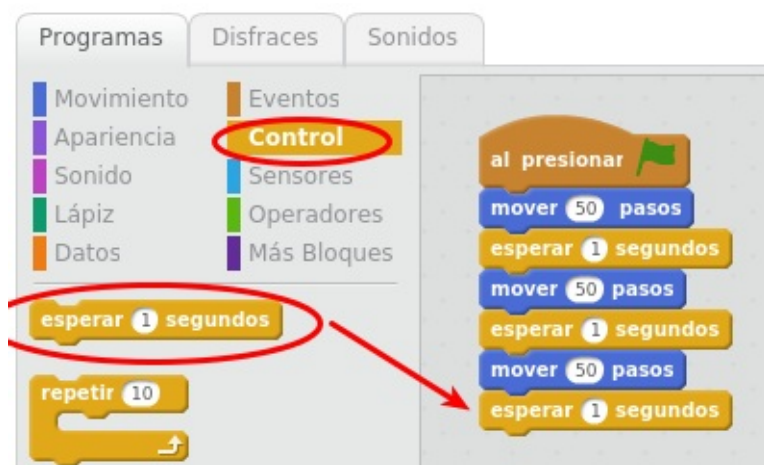 Programas Disfraces Sonidos
Movimiento Eventos
Apariencia Control
Sonido Sensores
Lápiz Operadores
Datos Más Bloques
esperar 1 segundos
repetir 10
al presionar
mover 50 pasos
esperar 1 segundos
mover 50 pasos
esperar 1 segundos
mover 50 pasos
esperar 1 segundos